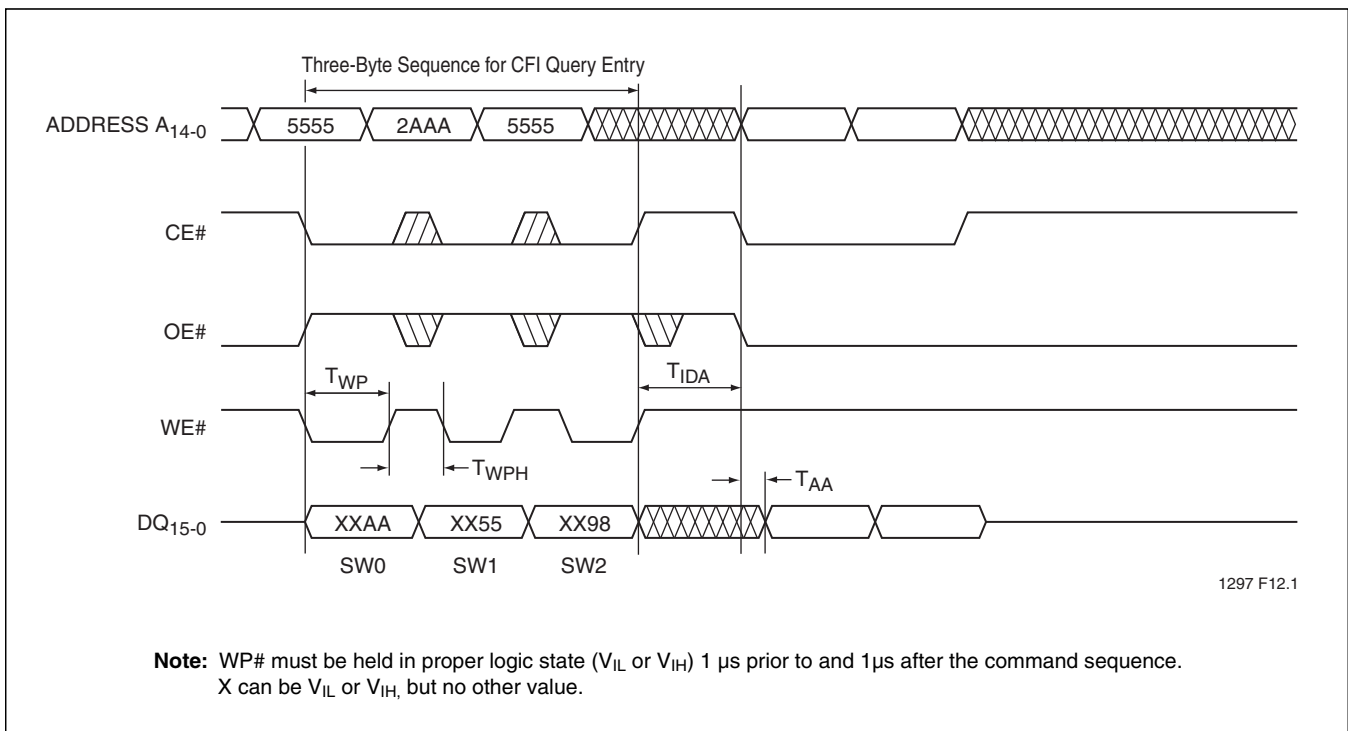 Three-Byte Sequence for CFI Query Entry
ADDRESS A14-0
5555 2AAA 5555
CE#
OE#
TWP
TIDA
WE#
TWPH
TAA
DQ15-0
XXAA XX55 XX98
SW0 SW1 SW2
1297 F12.1
Note: WP# must be held in proper logic state (VIL or VIH) 1 µs prior to and 1µs after the command sequence.
X can be VIL or VIH, but no other value.